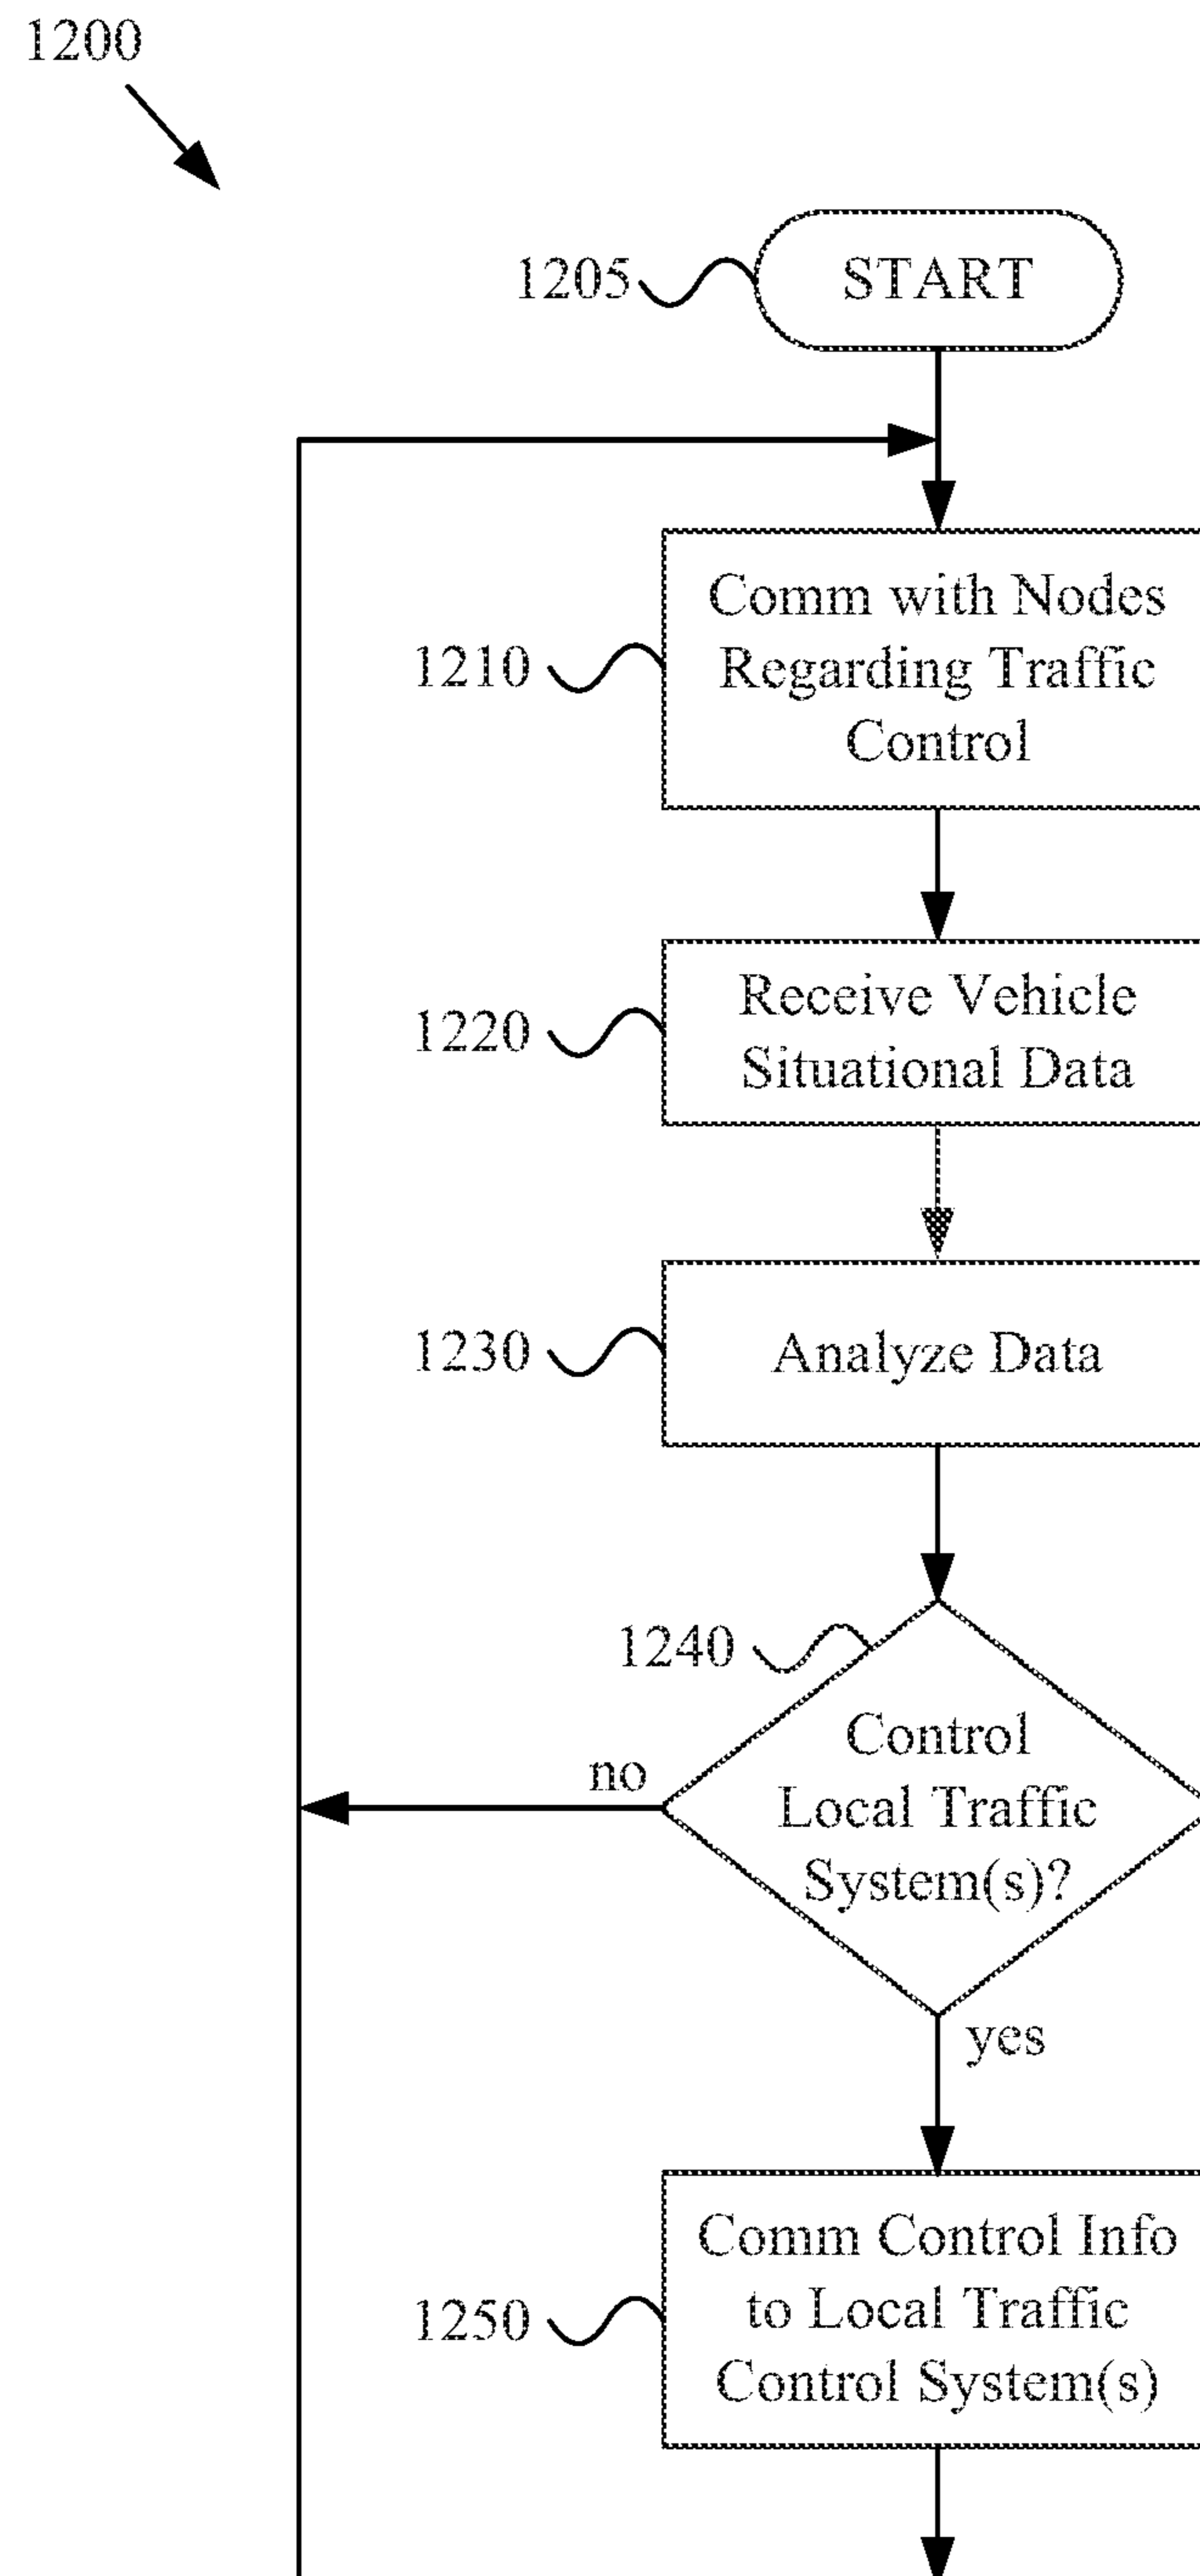 1200
1205
START
1210
Comm with Nodes
Regarding Traffic
Control
1220
Receive Vehicle
Situational Data
1230
Analyze Data
1240
Control
Local Traffic
System(s)?
no
yes
1250
Comm Control Info
to Local Traffic
Control System(s)